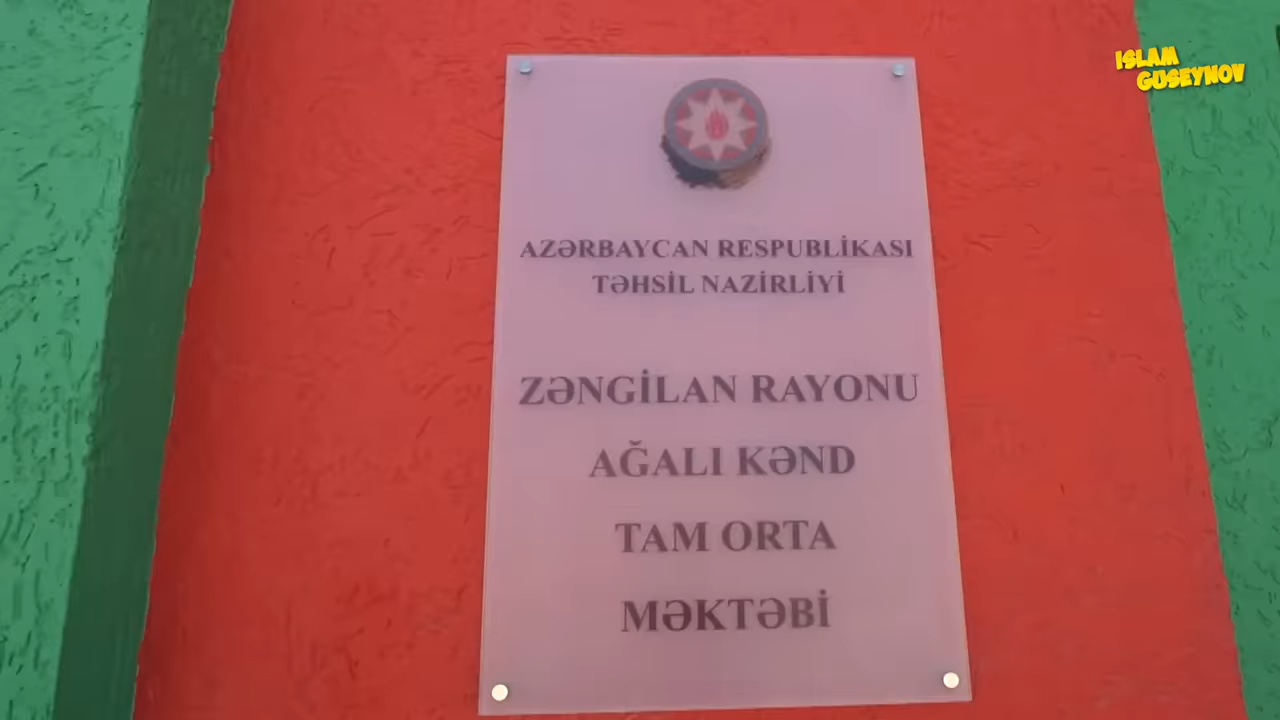 ISLAM
GUSEYNOV
AZƏRBAYCAN RESPUBLİKASI
TƏHSİL NAZİRLİYİ
ZƏNGİLAN RAYONU
AĞALI KƏND
TAM ORTA
MƏKTƏBİ